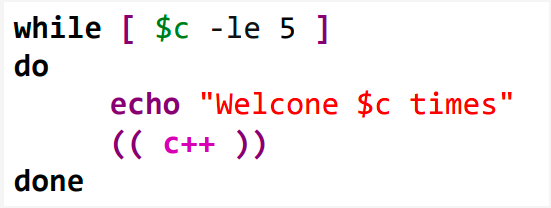 while [ $c -le 5 ]
do
echo "Welcone $c times"
(( c++ ))
done